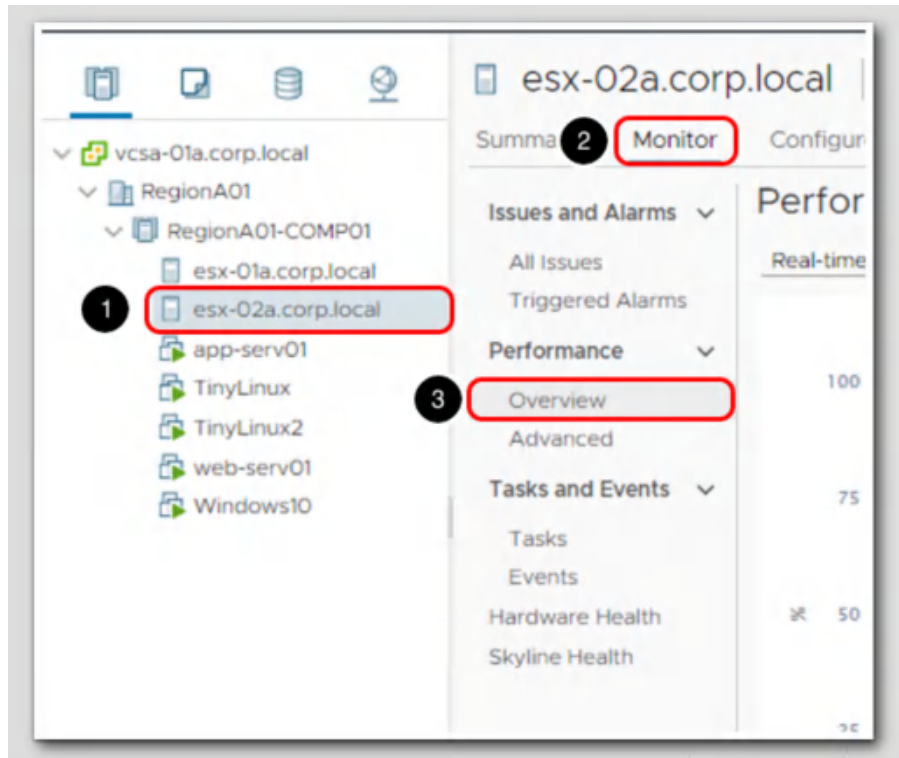 esx-02a.corp.local
Summa 2 Monitor Configur
vcsa-01a.corp.local
RegionA01
RegionA01-COMP01
esx-01a.corp.local
1 esx-02a.corp.local
app-serv01
TinyLinux
TinyLinux2
web-serv01
Windows10
Issues and Alarms
All Issues
Triggered Alarms
Performance
3 Overview
Advanced
Tasks and Events
Tasks
Events
Hardware Health
Skyline Health
Perfor
Real-time
100
75
% 50
25